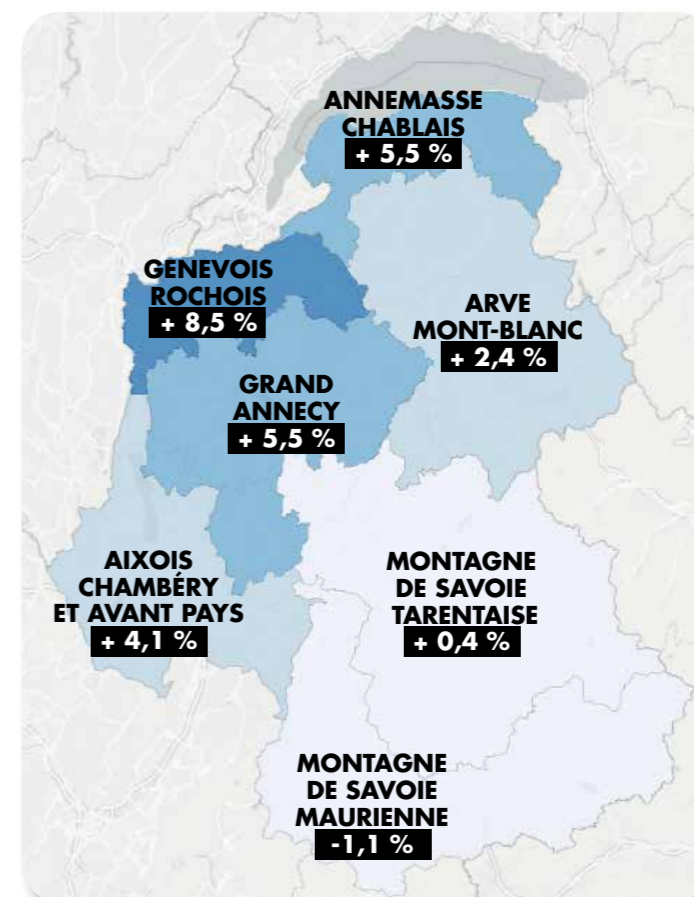 ANNEMASSE
CHABLAIS
+ 5,5 %
GENEVOIS
ROCHOIS
+ 8,5 %
ARVE
MONT-BLANC
+ 2,4 %
GRAND
ANNECY
+ 5,5 %
AIXOIS
CHAMBÉRY
ET AVANT PAYS
+ 4,1 %
MONTAGNE
DE SAVOIE
TARENTAISE
+ 0,4 %
MONTAGNE
DE SAVOIE
MAURIENNE
-1,1 %